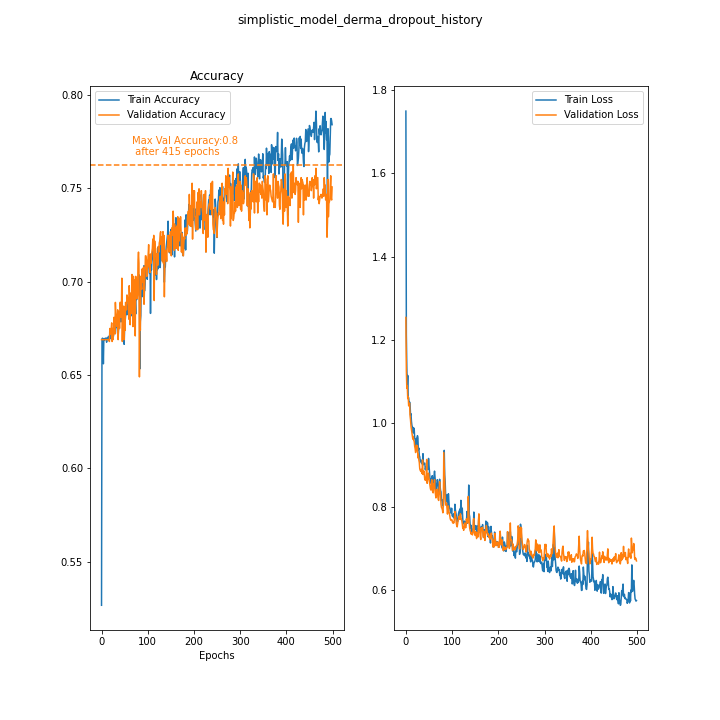 simplistic_model_derma_dropout_history
Accuracy
Train Accuracy
Validation Accuracy
Max Val Accuracy:0.8
after 415 epochs
0.80
0.75
0.70
0.65
0.60
0.55
0
100
200
300
400
500
Epochs
Train Loss
Validation Loss
1.8
1.6
1.4
1.2
1.0
0.8
0.6
0
100
200
300
400
500